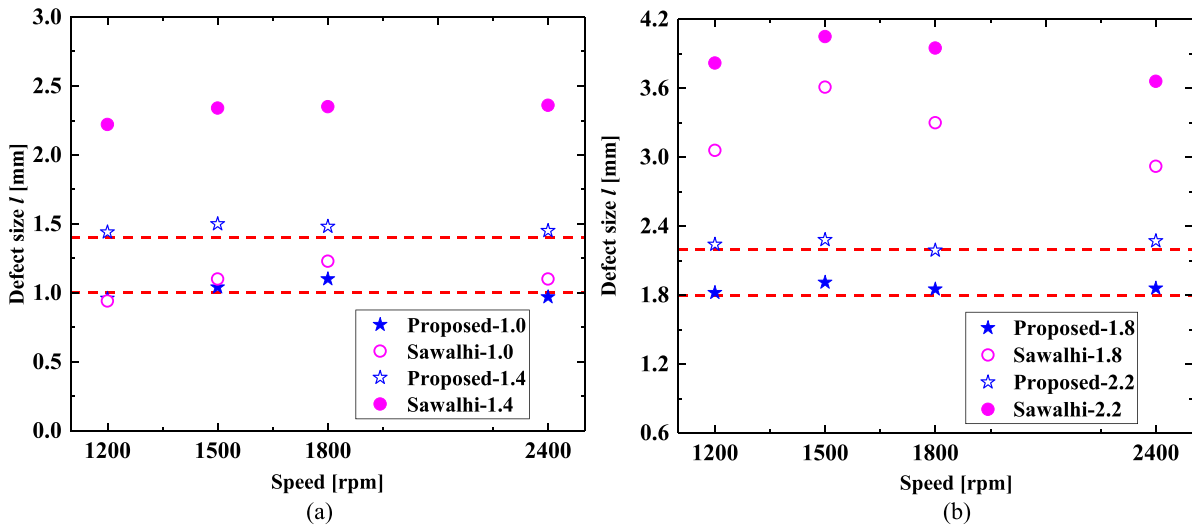 3.0
2.5
2.0
1.5
1.0
0.5
0.0
Defect size l [mm]
1200 1500 1800 2400
Speed [rpm]
Proposed-1.0
Sawalhi-1.0
Proposed-1.4
Sawalhi-1.4
(a)
4.2
3.6
3.0
2.4
1.8
1.2
0.6
Defect size l [mm]
1200 1500 1800 2400
Speed [rpm]
Proposed-1.8
Sawalhi-1.8
Proposed-2.2
Sawalhi-2.2
(b)